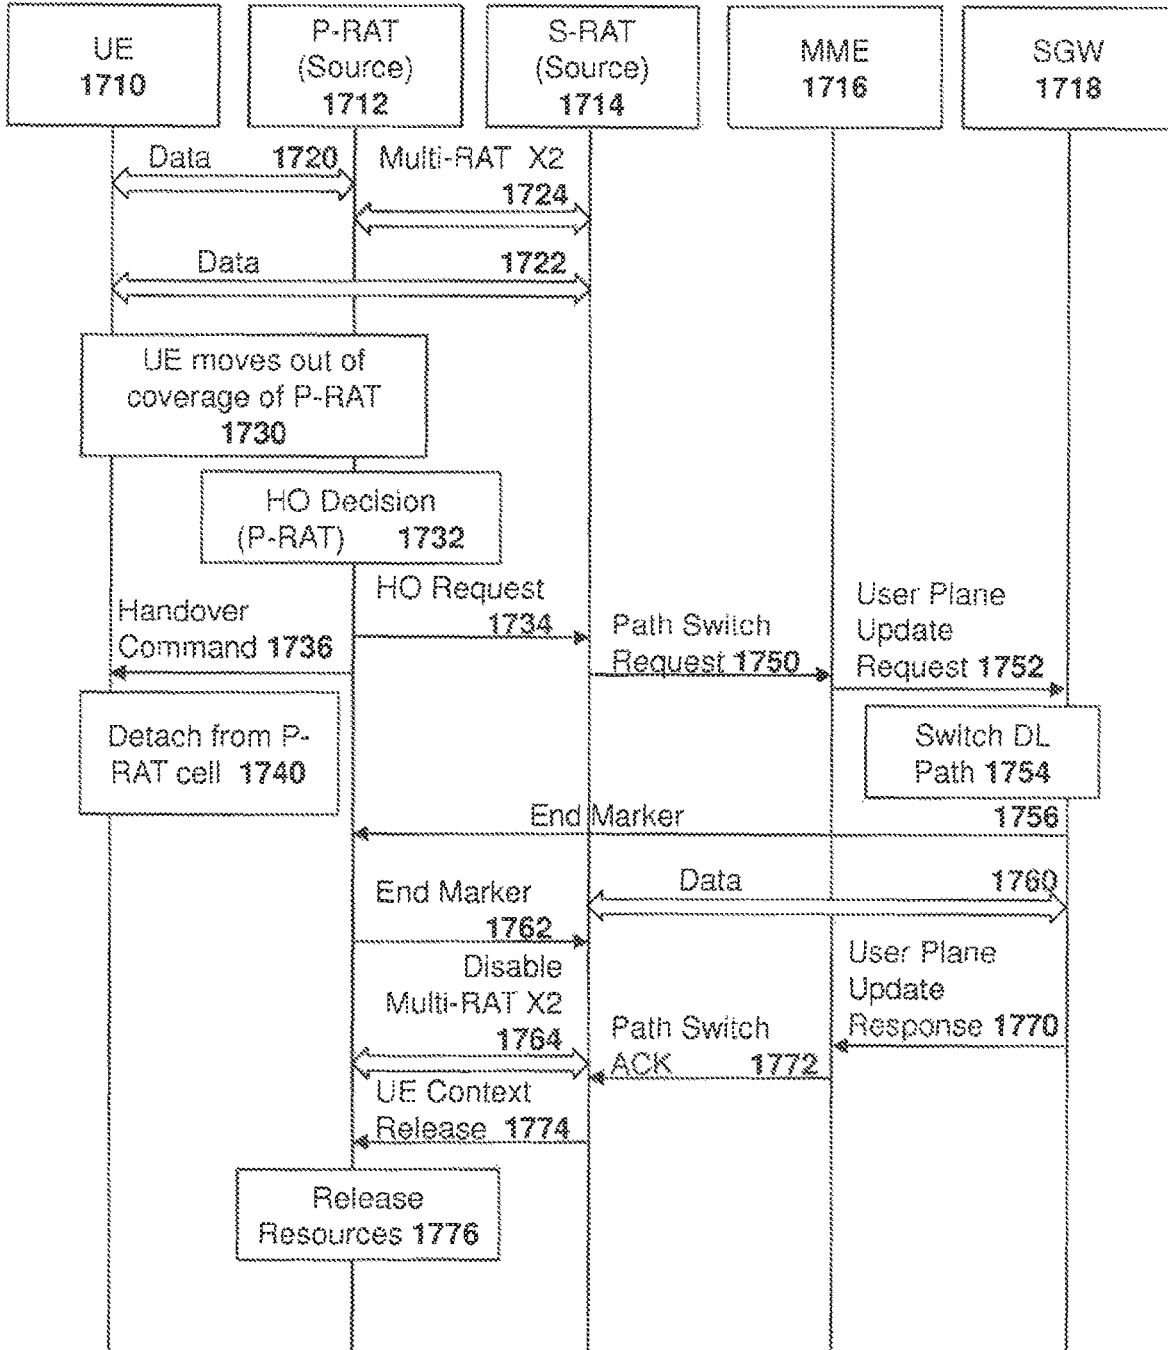 UE
1710
P-RAT
(Source)
1712
S-RAT
(Source)
1714
MME
1716
SGW
1718
Data 1720
Multi-RAT X2
1724
Data 1722
UE moves out of
coverage of P-RAT
1730
HO Decision
(P-RAT) 1732
HO Request
1734
Handover
Command 1736
Path Switch
Request 1750
User Plane
Update
Request 1752
Detach from P-
RAT cell 1740
Switch DL
Path 1754
End Marker 1756
Data 1760
End Marker
1762
Disable
Multi-RAT X2
1764
User Plane
Update
Response 1770
Path Switch
ACK 1772
UE Context
Release 1774
Release
Resources 1776